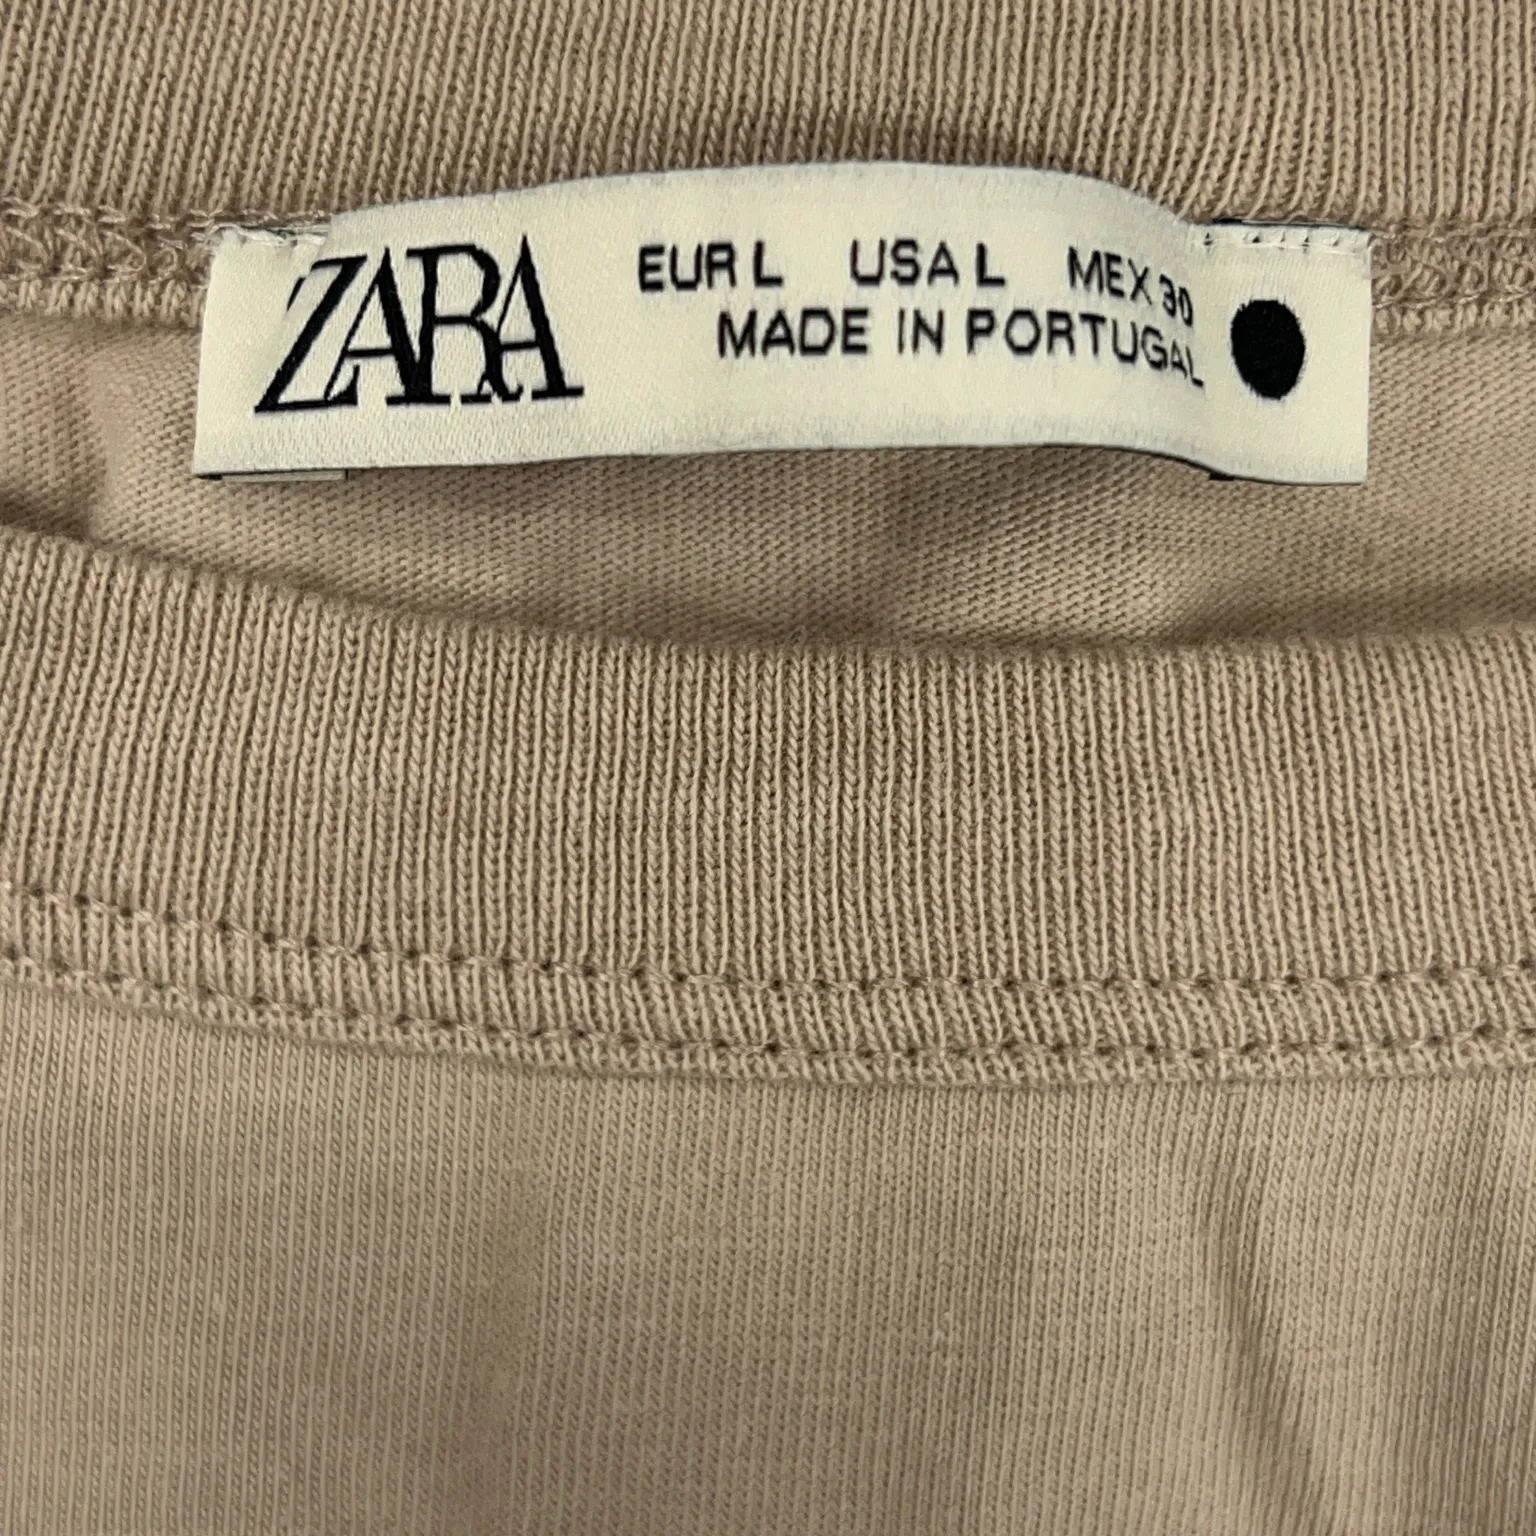 ZARA
EUR L USA L MEX 30
MADE IN PORTUGAL